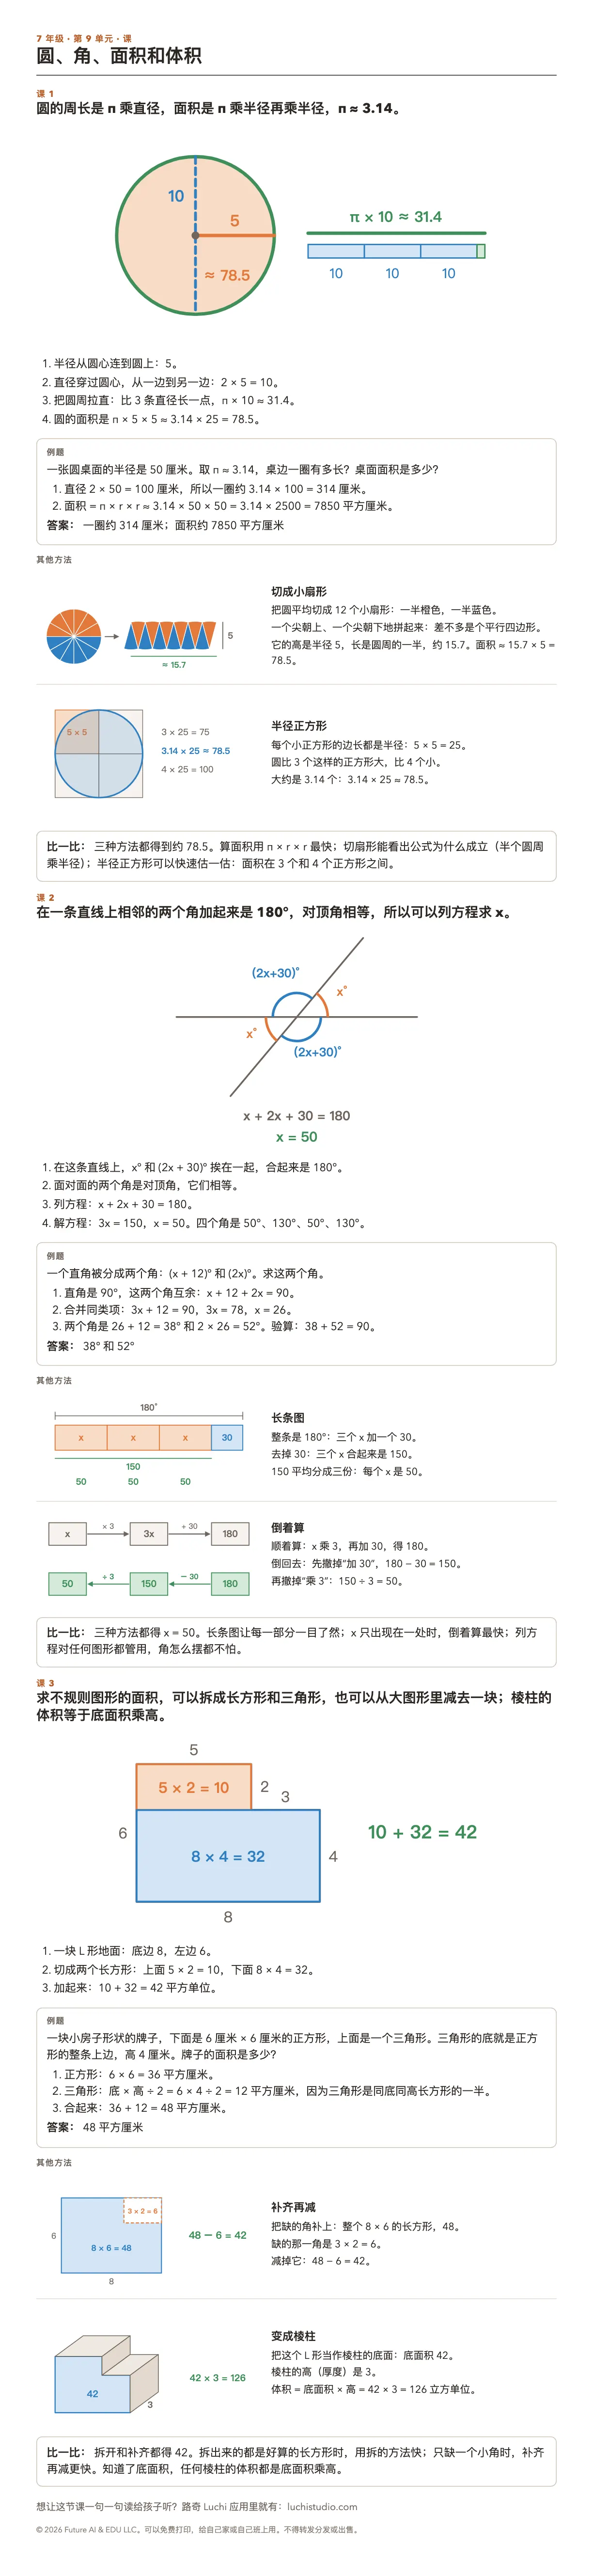 7 年级 · 第 9 单元 · 课
圆、角、面积和体积
课 1
圆的周长是 π 乘直径，面积是 π 乘半径再乘半径，π ≈ 3.14。
10
5
≈ 78.5
π × 10 ≈ 31.4
10 10 10
1. 半径从圆心连到圆上：5。
2. 直径穿过圆心，从一边到另一边：2 × 5 = 10。
3. 把圆周拉直：比 3 条直径长一点，π × 10 ≈ 31.4。
4. 圆的面积是 π × 5 × 5 ≈ 3.14 × 25 = 78.5。
例题
一张圆桌面的半径是 50 厘米。取 π ≈ 3.14，桌边一圈有多长？桌面面积是多少？
1. 直径 2 × 50 = 100 厘米，所以一圈约 3.14 × 100 = 314 厘米。
2. 面积 = π × r × r ≈ 3.14 × 50 × 50 = 3.14 × 2500 = 7850 平方厘米。
答案： 一圈约 314 厘米；面积约 7850 平方厘米
其他方法
5
≈ 15.7
切成小扇形
把圆平均切成 12 个小扇形：一半橙色，一半蓝色。
一个尖朝上、一个尖朝下地拼起来：差不多是个平行四边形。
它的高是半径 5，长是圆周的一半，约 15.7。面积 ≈ 15.7 × 5 =
78.5。
5 × 5
3 × 25 = 75
3.14 × 25 ≈ 78.5
4 × 25 = 100
半径正方形
每个小正方形的边长都是半径：5 × 5 = 25。
圆比 3 个这样的正方形大，比 4 个小。
大约是 3.14 个：3.14 × 25 ≈ 78.5。
比一比： 三种方法都得到约 78.5。算面积用 π × r × r 最快；切扇形能看出公式为什么成立（半个圆周
乘半径）；半径正方形可以快速估一估：面积在 3 个和 4 个正方形之间。
课 2
在一条直线上相邻的两个角加起来是 180°，对顶角相等，所以可以列方程求 x。
(2x+30)°
x°
x°
(2x+30)°
x + 2x + 30 = 180
x = 50
1. 在这条直线上，x° 和 (2x + 30)° 挨在一起，合起来是 180°。
2. 面对面的两个角是对顶角，它们相等。
3. 列方程：x + 2x + 30 = 180。
4. 解方程：3x = 150，x = 50。四个角是 50°、130°、50°、130°。
例题
一个直角被分成两个角：(x + 12)° 和 (2x)°。求这两个角。
1. 直角是 90°，这两个角互余：x + 12 + 2x = 90。
2. 合并同类项：3x + 12 = 90，3x = 78，x = 26。
3. 两个角是 26 + 12 = 38° 和 2 × 26 = 52°。验算：38 + 52 = 90。
答案： 38° 和 52°
其他方法
180°
x x x 30
150
50 50 50
长条图
整条是 180°：三个 x 加一个 30。
去掉 30：三个 x 合起来是 150。
150 平均分成三份：每个 x 是 50。
x × 3 3x + 30 180
50 ÷ 3 150 − 30 180
倒着算
顺着算：x 乘 3，再加 30，得 180。
倒回去：先撤掉“加 30”，180 − 30 = 150。
再撤掉“乘 3”：150 ÷ 3 = 50。
比一比： 三种方法都得 x = 50。长条图让每一部分一目了然；x 只出现在一处时，倒着算最快；列方
程对任何图形都管用，角怎么摆都不怕。
课 3
求不规则图形的面积，可以拆成长方形和三角形，也可以从大图形里减去一块；棱柱的
体积等于底面积乘高。
5
5 × 2 = 10
2
3
6
8 × 4 = 32
4
8
10 + 32 = 42
1. 一块 L 形地面：底边 8，左边 6。
2. 切成两个长方形：上面 5 × 2 = 10，下面 8 × 4 = 32。
3. 加起来：10 + 32 = 42 平方单位。
例题
一块小房子形状的牌子，下面是 6 厘米 × 6 厘米的正方形，上面是一个三角形。三角形的底就是正方
形的整条上边，高 4 厘米。牌子的面积是多少？
1. 正方形：6 × 6 = 36 平方厘米。
2. 三角形：底 × 高 ÷ 2 = 6 × 4 ÷ 2 = 12 平方厘米，因为三角形是同底同高长方形的一半。
3. 合起来：36 + 12 = 48 平方厘米。
答案： 48 平方厘米
其他方法
3 × 2 = 6
6
8 × 6 = 48
8
48 − 6 = 42
补齐再减
把缺的角补上：整个 8 × 6 的长方形，48。
缺的那一角是 3 × 2 = 6。
减掉它：48 − 6 = 42。
42
3
42 × 3 = 126
变成棱柱
把这个 L 形当作棱柱的底面：底面积 42。
棱柱的高（厚度）是 3。
体积 = 底面积 × 高 = 42 × 3 = 126 立方单位。
比一比： 拆开和补齐都得 42。拆出来的都是好算的长方形时，用拆的方法快；只缺一个小角时，补齐
再减更快。知道了底面积，任何棱柱的体积都是底面积乘高。
想让这节课一句一句读给孩子听？路奇 Luchi 应用里就有：luchistudio.com
© 2026 Future AI & EDU LLC。可以免费打印，给自己家或自己班上用。不得转发分发或出售。